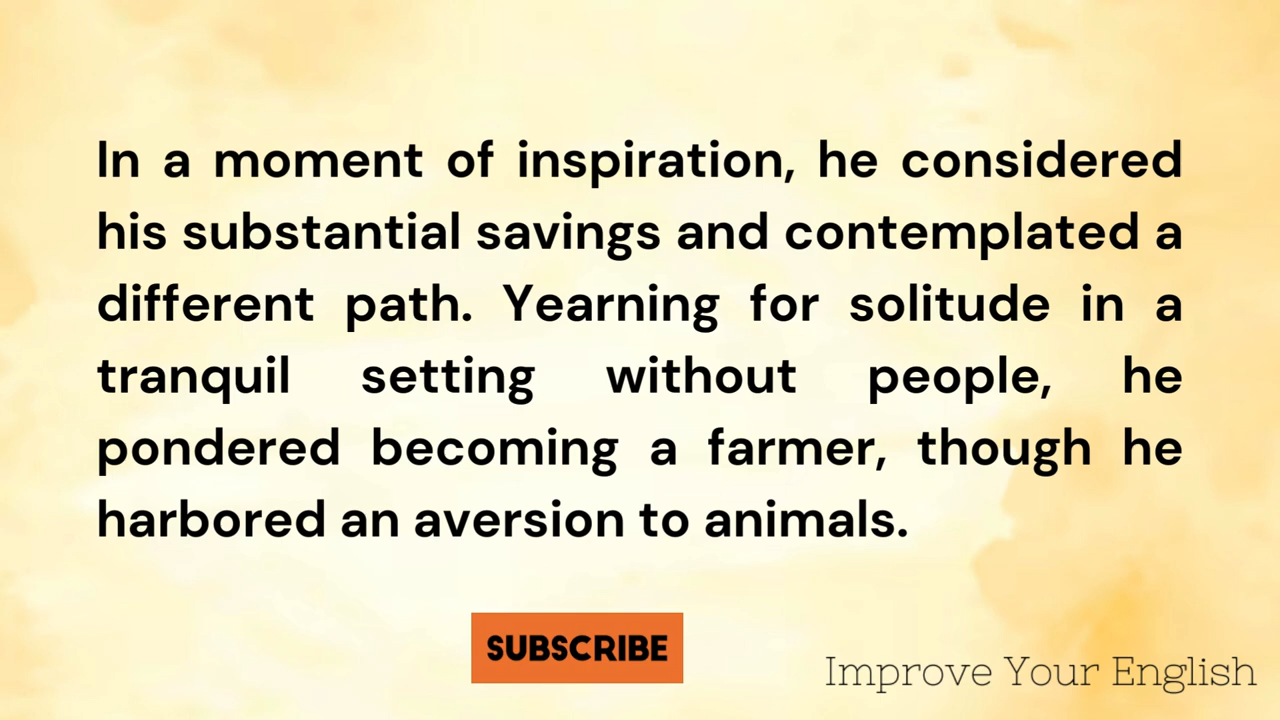 In a moment of inspiration, he considered
his substantial savings and contemplated a
different path. Yearning for solitude in a
tranquil setting without people, he
pondered becoming a farmer, though he
harbored an aversion to animals.
SUBSCRIBE
Improve Your English